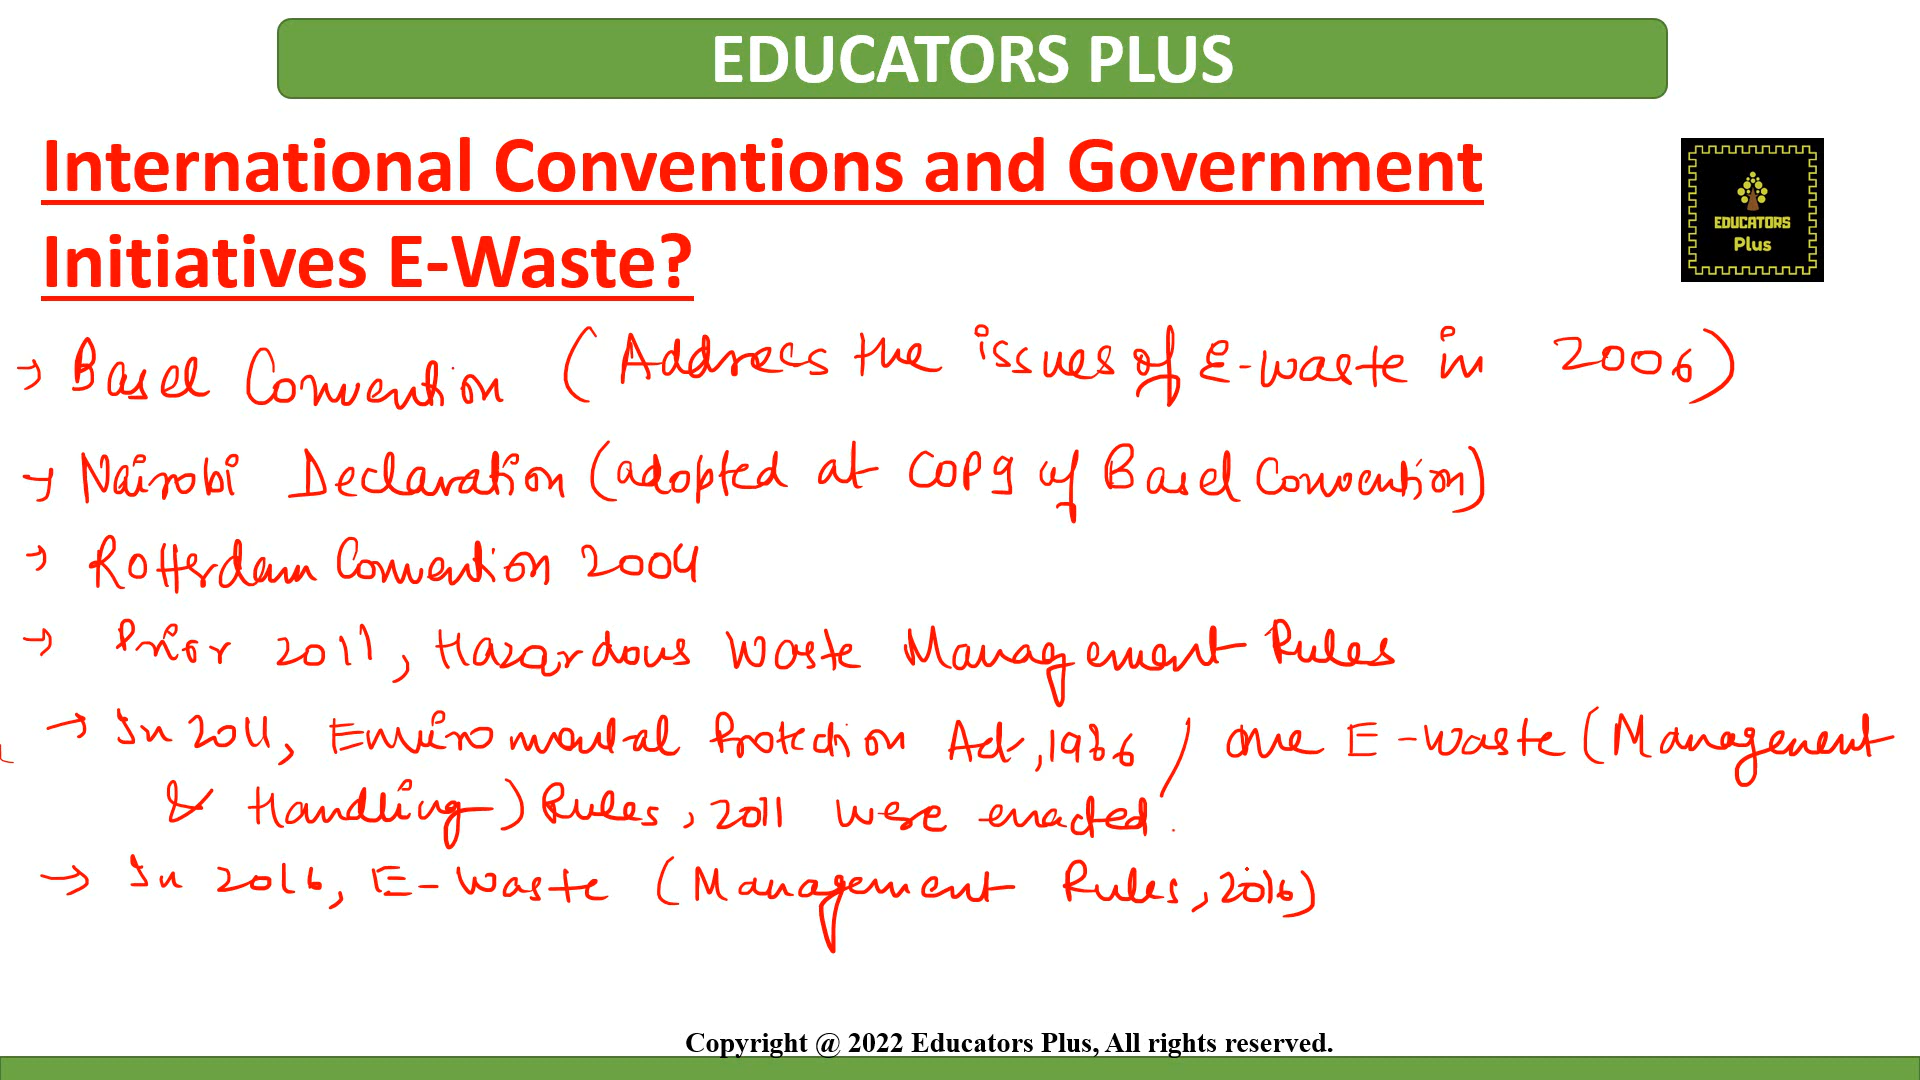 EDUCATORS PLUS
International Conventions and Government
Initiatives E-Waste?
EDUCATORS
Plus
→ Basel Convention (Address the issues of E-waste in 2006)
→ Nairobi Declaration (adopted at COP9 of Basel Convention)
→ Rotterdam Convention 2004
→ Prior 2011, Hazardous Waste Management Rules
→ In 2011, Environmental Protection Act, 1986 / the E-waste (Management
& Handling) Rules, 2011 were enacted.
→ In 2016, E-Waste (Management Rules, 2016)
Copyright @ 2022 Educators Plus, All rights reserved.